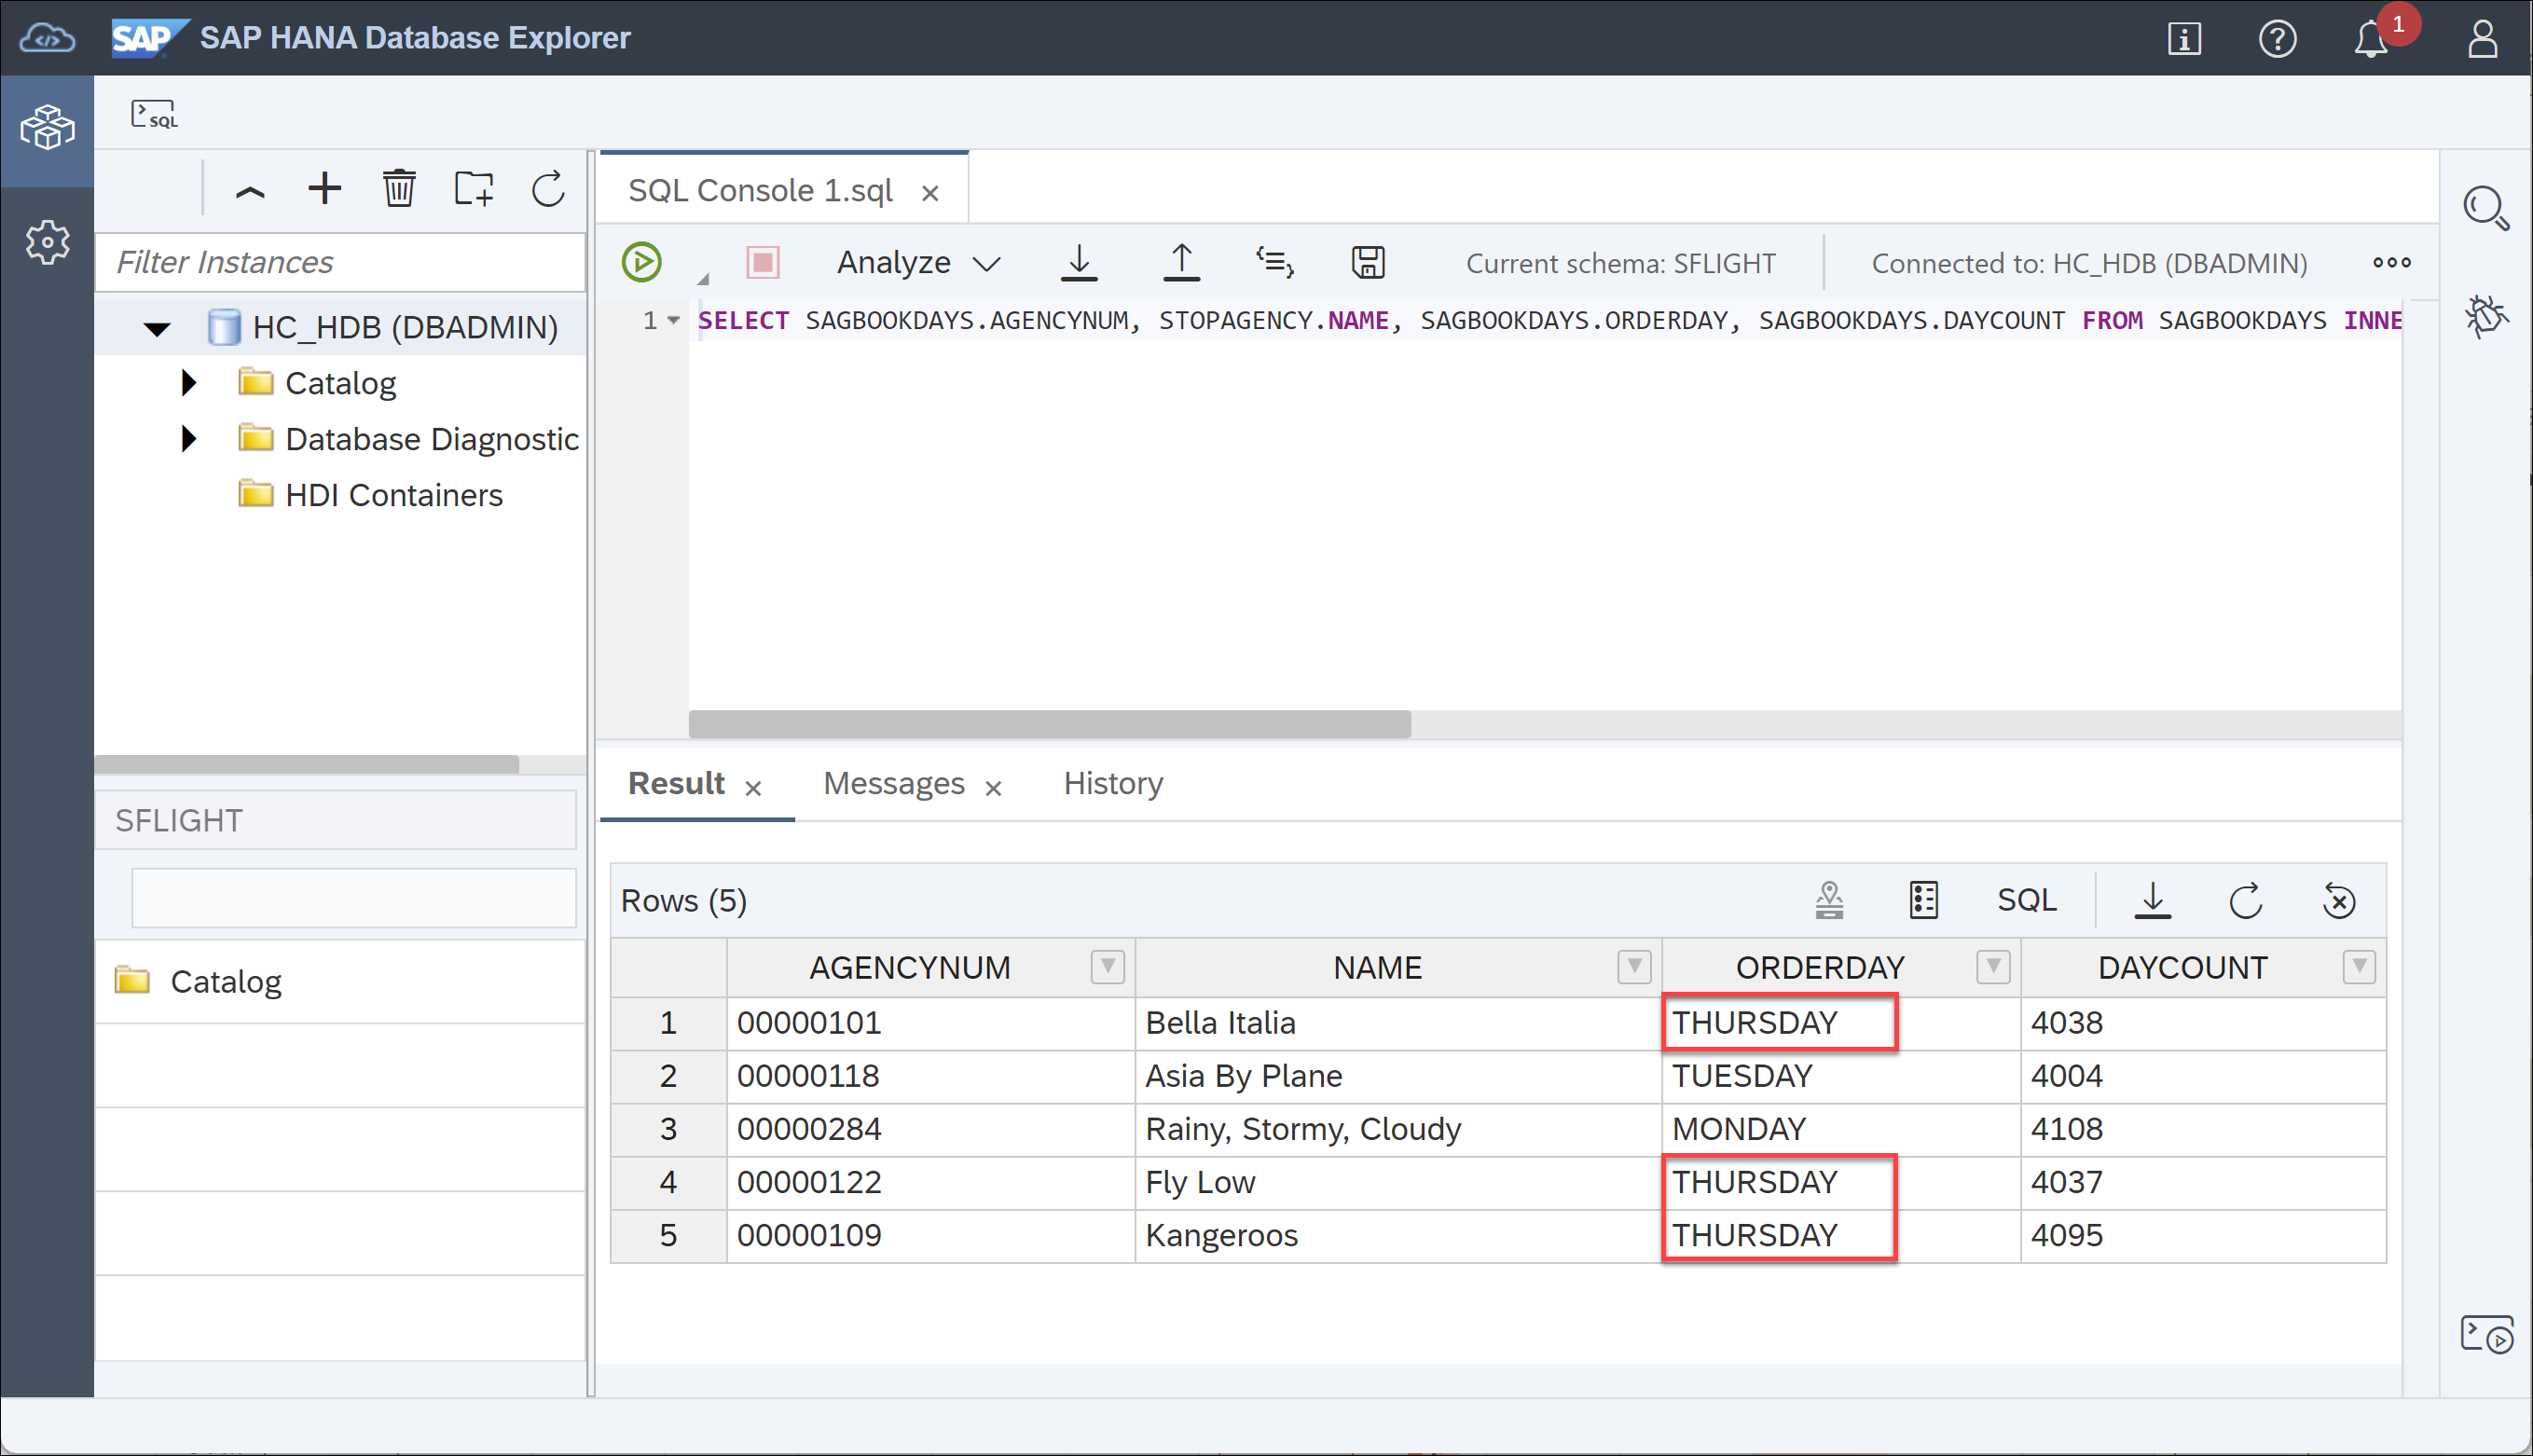 SAP SAP HANA Database Explorer
1
SQL
SQL Console 1.sql
Analyze
Current schema: SFLIGHT
Connected to: HC_HDB (DBADMIN)
Filter Instances
HC_HDB (DBADMIN)
Catalog
Database Diagnostic
HDI Containers
1 SELECT SAGBOOKDAYS.AGENCYNUM, STOPAGENCY.NAME, SAGBOOKDAYS.ORDERDAY, SAGBOOKDAYS.DAYCOUNT FROM SAGBOOKDAYS INNE
SFLIGHT
Catalog
Result Messages History
Rows (5) SQL
AGENCYNUM NAME ORDERDAY DAYCOUNT
1 00000101 Bella Italia THURSDAY 4038
2 00000118 Asia By Plane TUESDAY 4004
3 00000284 Rainy, Stormy, Cloudy MONDAY 4108
4 00000122 Fly Low THURSDAY 4037
5 00000109 Kangeroos THURSDAY 4095